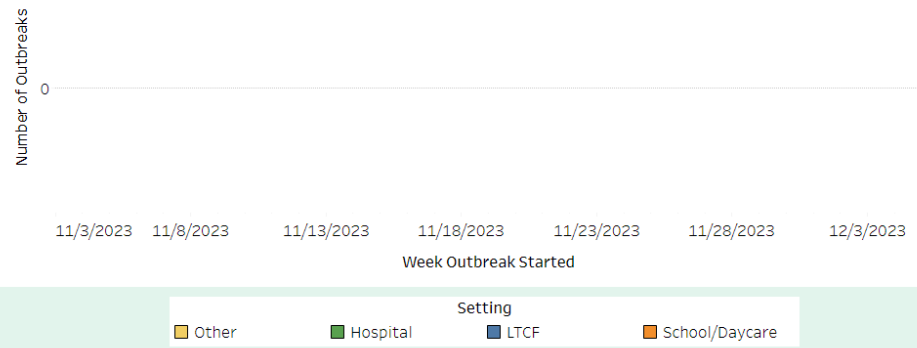 Number of Outbreaks
0
11/3/2023 11/8/2023 11/13/2023 11/18/2023 11/23/2023 11/28/2023 12/3/2023
Week Outbreak Started
Setting
Other Hospital LTCF School/Daycare